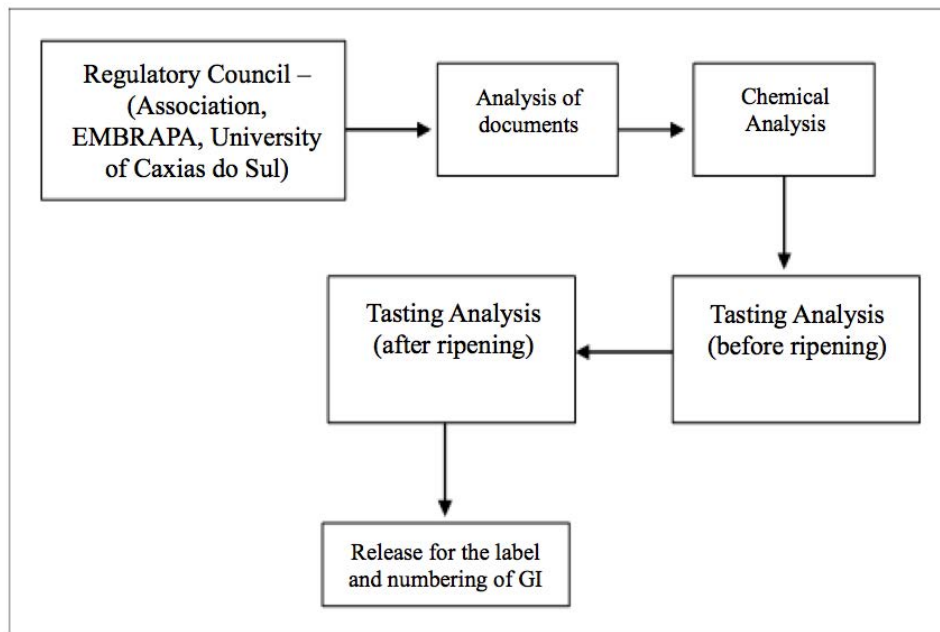 Regulatory Council –
(Association,
EMBRAPA, University
of Caxias do Sul)
Analysis of
documents
Chemical
Analysis
Tasting Analysis
(before ripening)
Tasting Analysis
(after ripening)
Release for the label
and numbering of GI